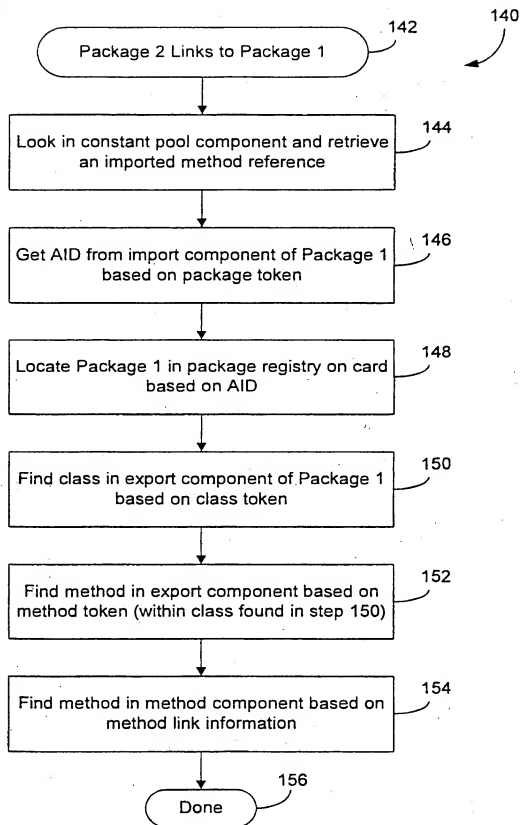 140
Package 2 Links to Package 1
142
Look in constant pool component and retrieve
an imported method reference
144
Get AID from import component of Package 1
based on package token
146
Locate Package 1 in package registry on card
based on AID
148
Find class in export component of Package 1
based on class token
150
Find method in export component based on
method token (within class found in step 150)
152
Find method in method component based on
method link information
154
Done
156